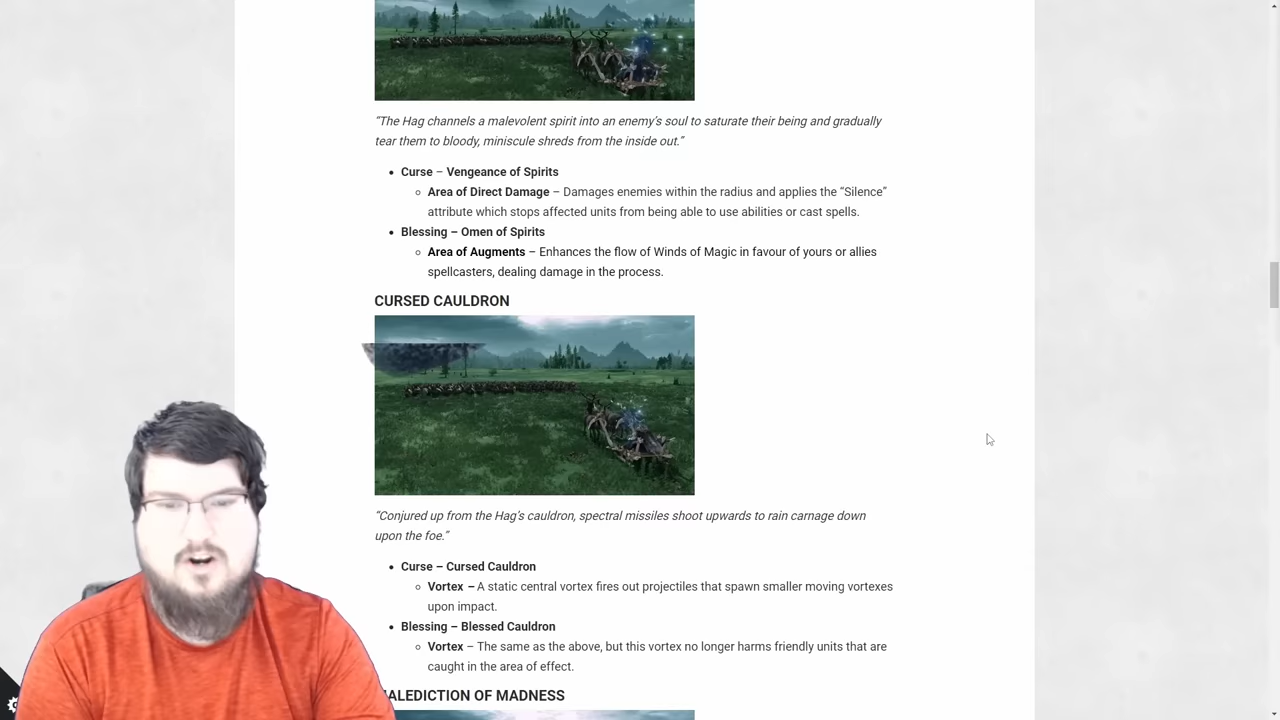 “The Hag channels a malevolent spirit into an enemy’s soul to saturate their being and gradually
tear them to bloody, miniscule shreds from the inside out.”
• Curse – Vengeance of Spirits
◦ Area of Direct Damage – Damages enemies within the radius and applies the “Silence”
attribute which stops affected units from being able to use abilities or cast spells.
• Blessing – Omen of Spirits
◦ Area of Augments – Enhances the flow of Winds of Magic in favour of yours or allies
spellcasters, dealing damage in the process.
CURSED CAULDRON
“Conjured up from the Hag’s cauldron, spectral missiles shoot upwards to rain carnage down
upon the foe.”
• Curse – Cursed Cauldron
◦ Vortex – A static central vortex fires out projectiles that spawn smaller moving vortexes
upon impact.
• Blessing – Blessed Cauldron
◦ Vortex – The same as the above, but this vortex no longer harms friendly units that are
caught in the area of effect.
ALEDICTION OF MADNESS